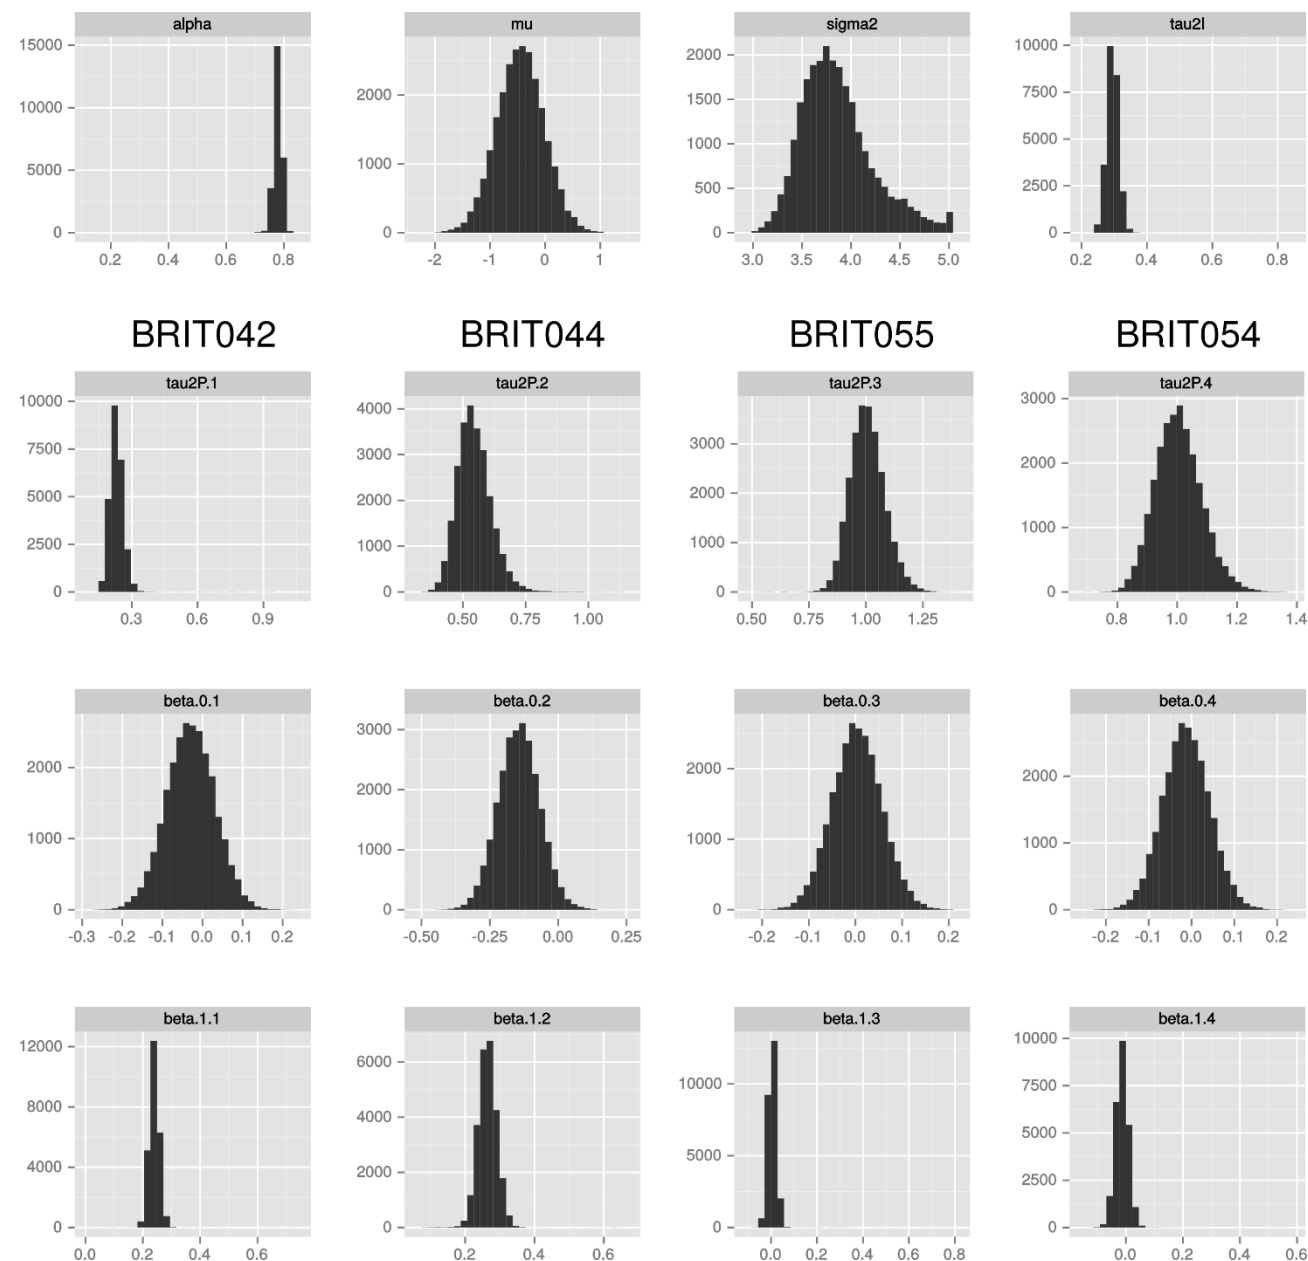 alpha mu sigma2 tau2I
15000 10000 5000 0
2000 1000 0
2000 1500 1000 500 0
10000 7500 5000 2500 0
0.2 0.4 0.6 0.8
-2 -1 0 1
3.0 3.5 4.0 4.5 5.0
0.2 0.4 0.6 0.8
BRIT042 BRIT044 BRIT055 BRIT054
tau2P.1 tau2P.2 tau2P.3 tau2P.4
10000 7500 5000 2500 0
4000 3000 2000 1000 0
3000 2000 1000 0
3000 2000 1000 0
0.3 0.6 0.9
0.50 0.75 1.00
0.50 0.75 1.00 1.25
0.8 1.0 1.2 1.4
beta.0.1 beta.0.2 beta.0.3 beta.0.4
2000 1000 0
3000 2000 1000 0
2000 1000 0
2000 1000 0
-0.3 -0.2 -0.1 0.0 0.1 0.2
-0.50 -0.25 0.00 0.25
-0.2 -0.1 0.0 0.1 0.2
-0.2 -0.1 0.0 0.1 0.2
beta.1.1 beta.1.2 beta.1.3 beta.1.4
12000 8000 4000 0
6000 4000 2000 0
10000 5000 0
10000 7500 5000 2500 0
0.0 0.2 0.4 0.6
0.2 0.4 0.6
0.0 0.2 0.4 0.6 0.8
0.0 0.2 0.4 0.6